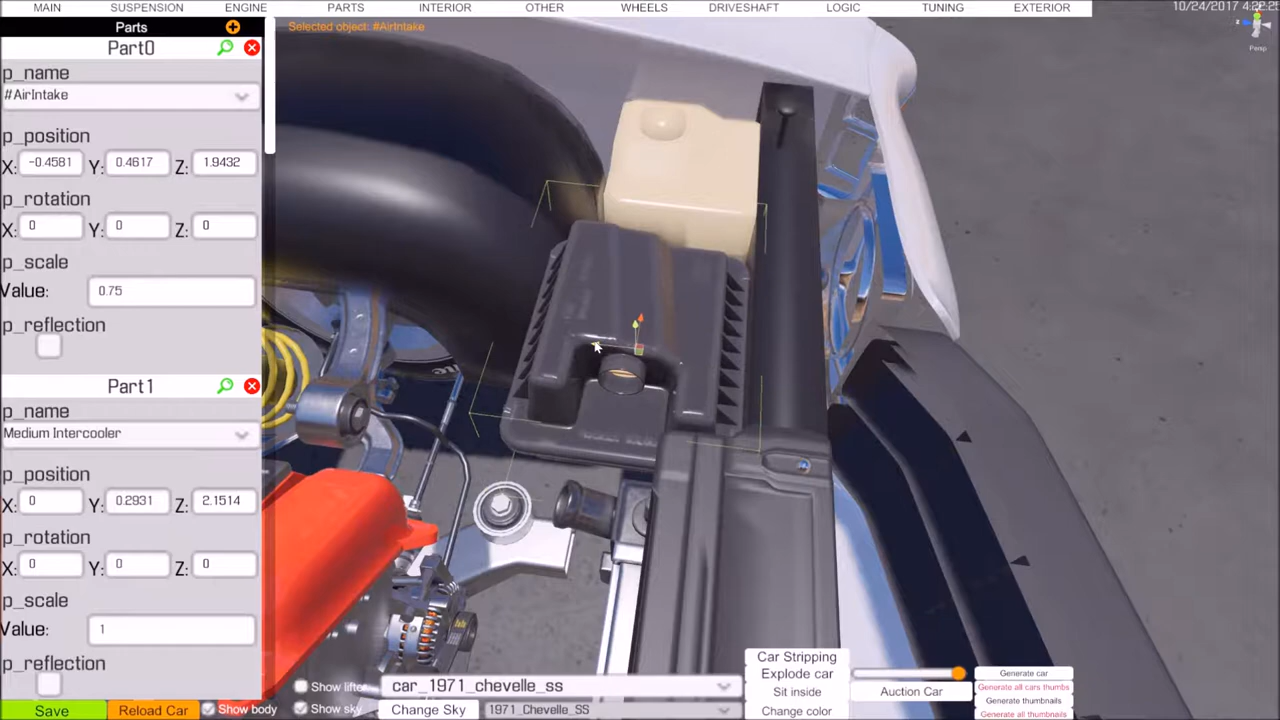 MAIN SUSPENSION ENGINE PARTS INTERIOR OTHER WHEELS DRIVESHAFT LOGIC TUNING EXTERIOR
10/24/2017 4:22:2
Parts
Selected object: #AirIntake
Persp
Part0
p_name
#AirIntake
p_position
X: -0.4581 Y: 0.4617 Z: 1.9432
p_rotation
X: 0 Y: 0 Z: 0
p_scale
Value: 0.75
p_reflection
Part1
p_name
Medium Intercooler
p_position
X: 0 Y: 0.2931 Z: 2.1514
p_rotation
X: 0 Y: 0 Z: 0
p_scale
Value: 1
p_reflection
Save Reload Car
Show lifter
Show body Show sky
car_1971_chevelle_ss
Change Sky 1971_Chevelle_SS
Car Stripping
Explode car
Sit inside
Change color
Auction Car
Generate car
Generate all cars thumbs
Generate thumbnails
Generate all thumbnails